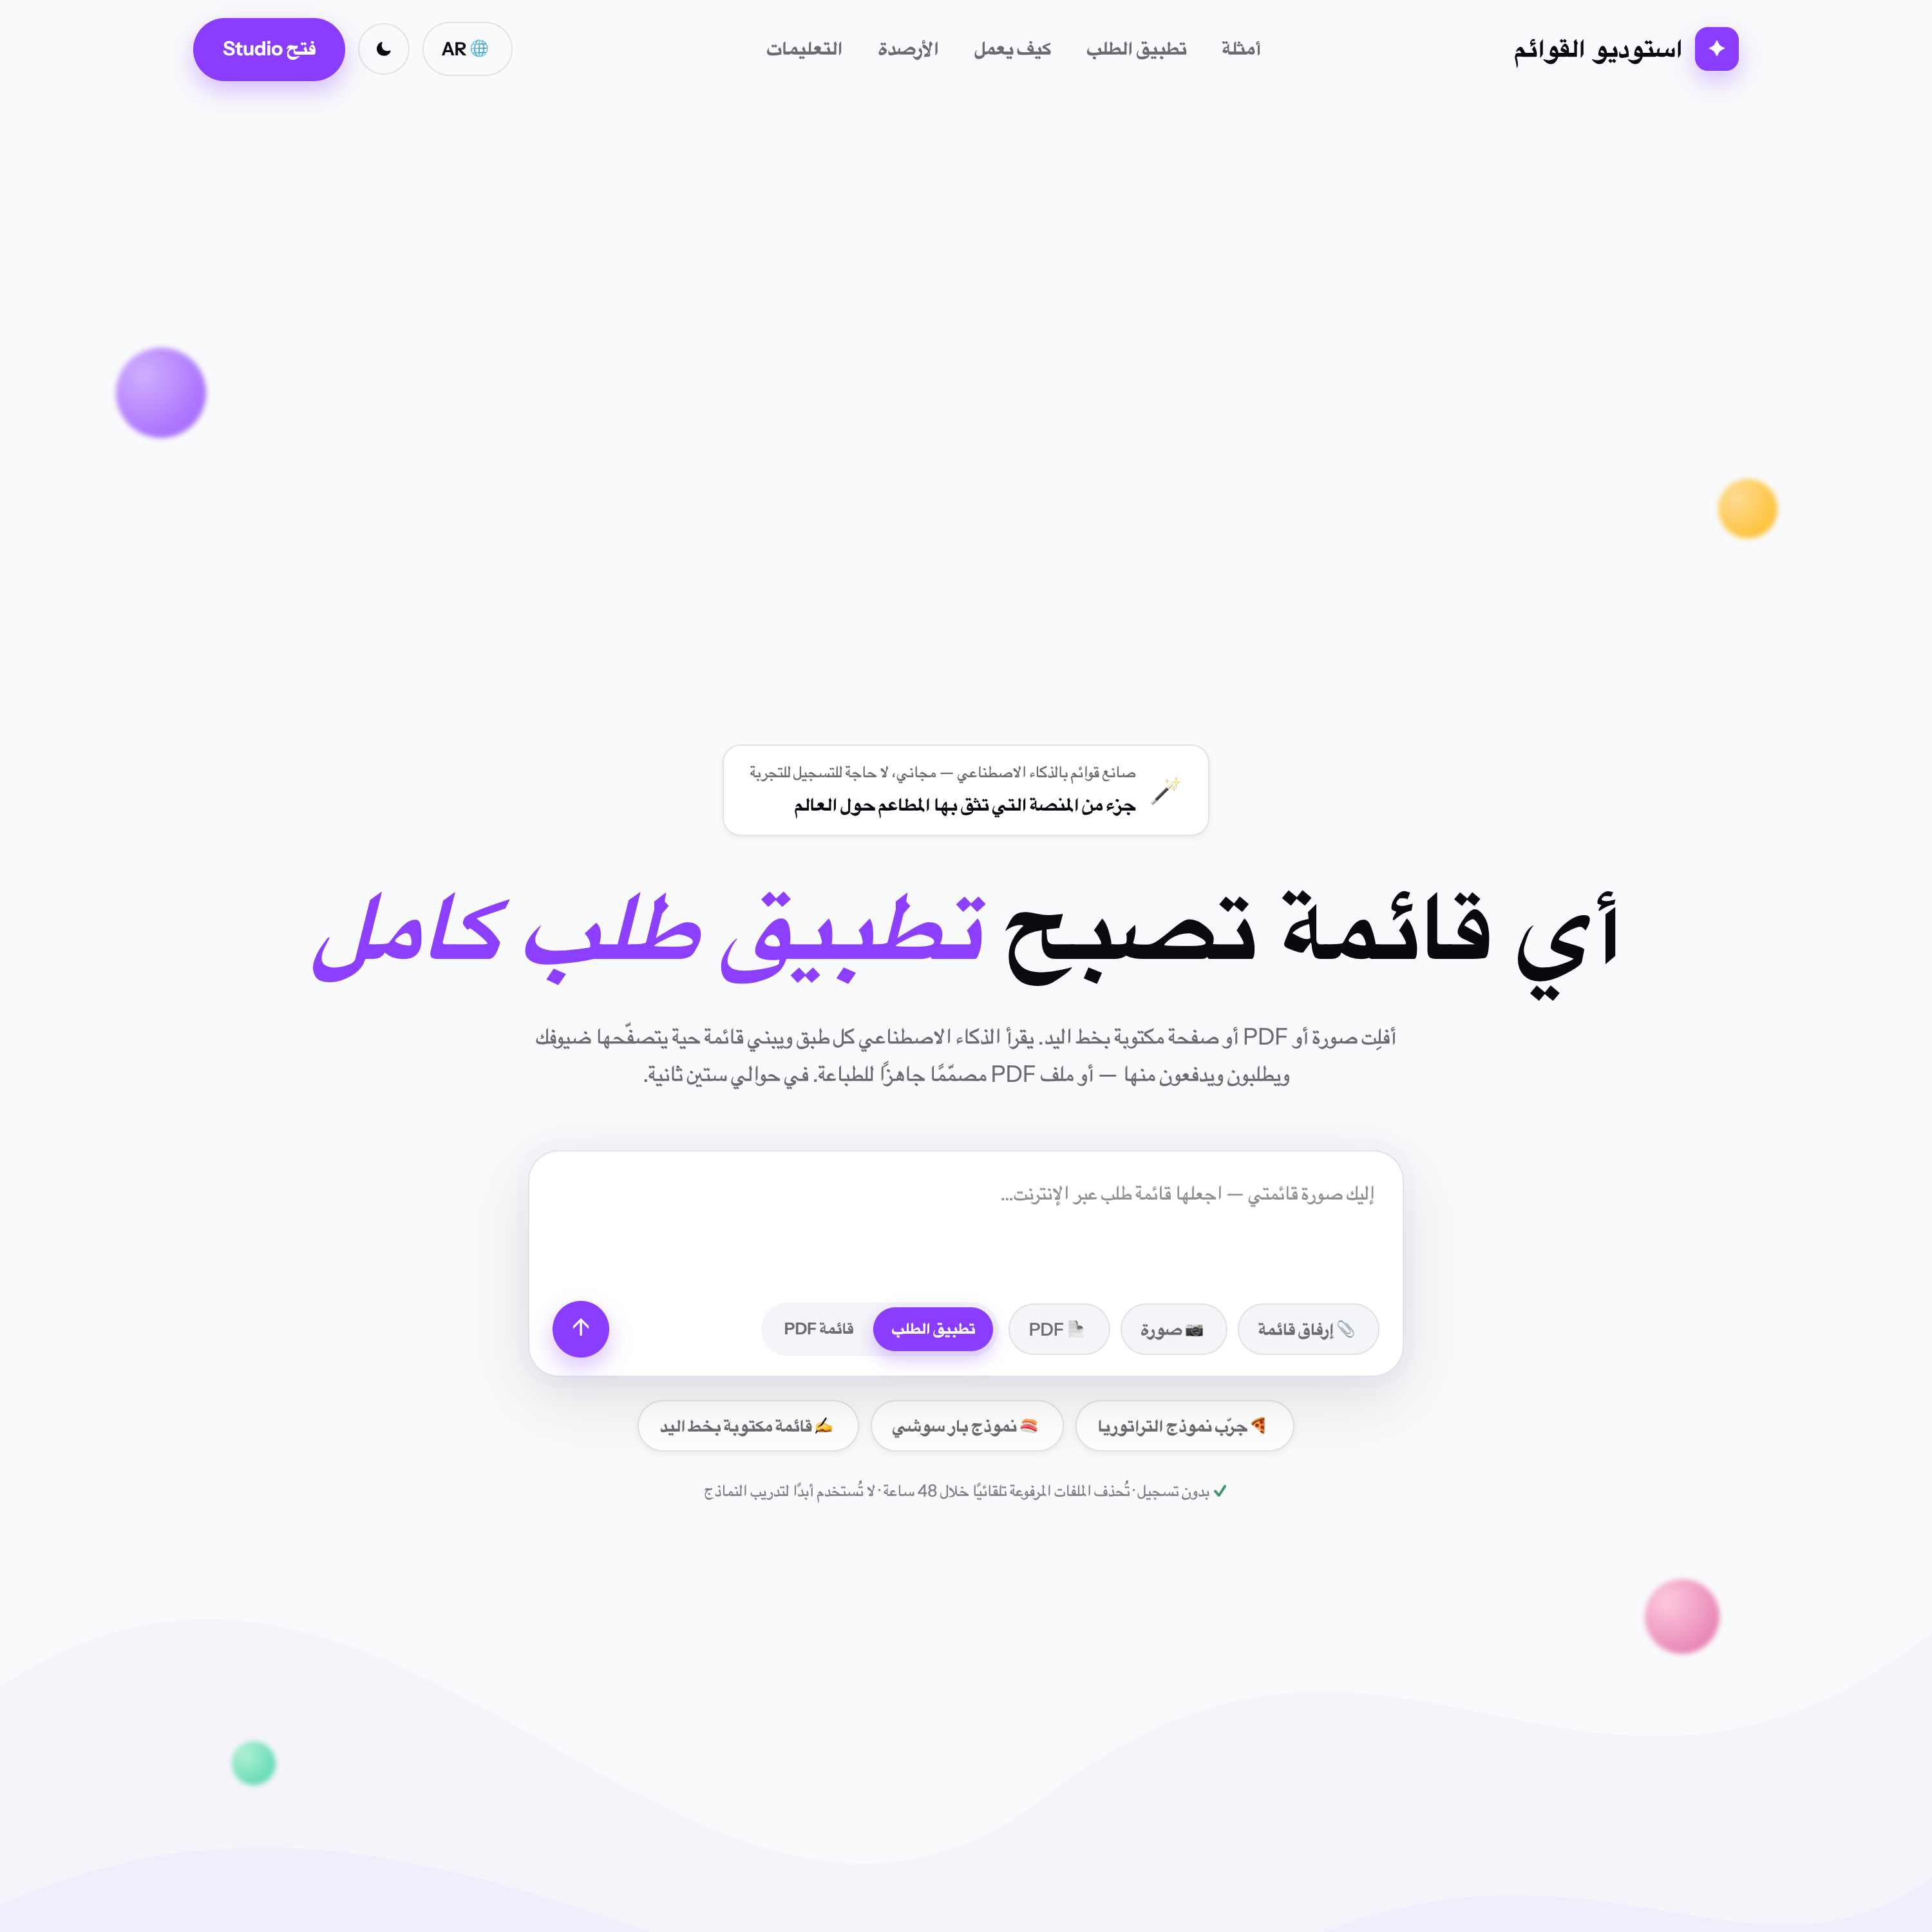 استوديو القوائم
أمثلة
تطبيق الطلب
كيف يعمل
الأرصدة
التعليمات
AR
فتح Studio
صانع قوائم بالذكاء الاصطناعي — مجاني، لا حاجة للتسجيل للتجربة
جزء من المنصة التي تثق بها المطاعم حول العالم
أي قائمة تصبح تطبيق طلب كامل
أفلِت صورة أو PDF أو صفحة مكتوبة بخط اليد. يقرأ الذكاء الاصطناعي كل طبق ويبني قائمة حية يتصفّحها ضيوفك
ويطلبون ويدفعون منها — أو ملف PDF مصمّمًا جاهزًا للطباعة. في حوالي ستين ثانية.
إليك صورة قائمتي — اجعلها قائمة طلب عبر الإنترنت...
إرفاق قائمة
صورة
PDF
تطبيق الطلب
قائمة PDF
جرّب نموذج التراتوريا
نموذج بار سوشي
قائمة مكتوبة بخط اليد
بدون تسجيل · تُحذف الملفات المرفوعة تلقائيًا خلال 48 ساعة · لا تُستخدم أبدًا لتدريب النماذج